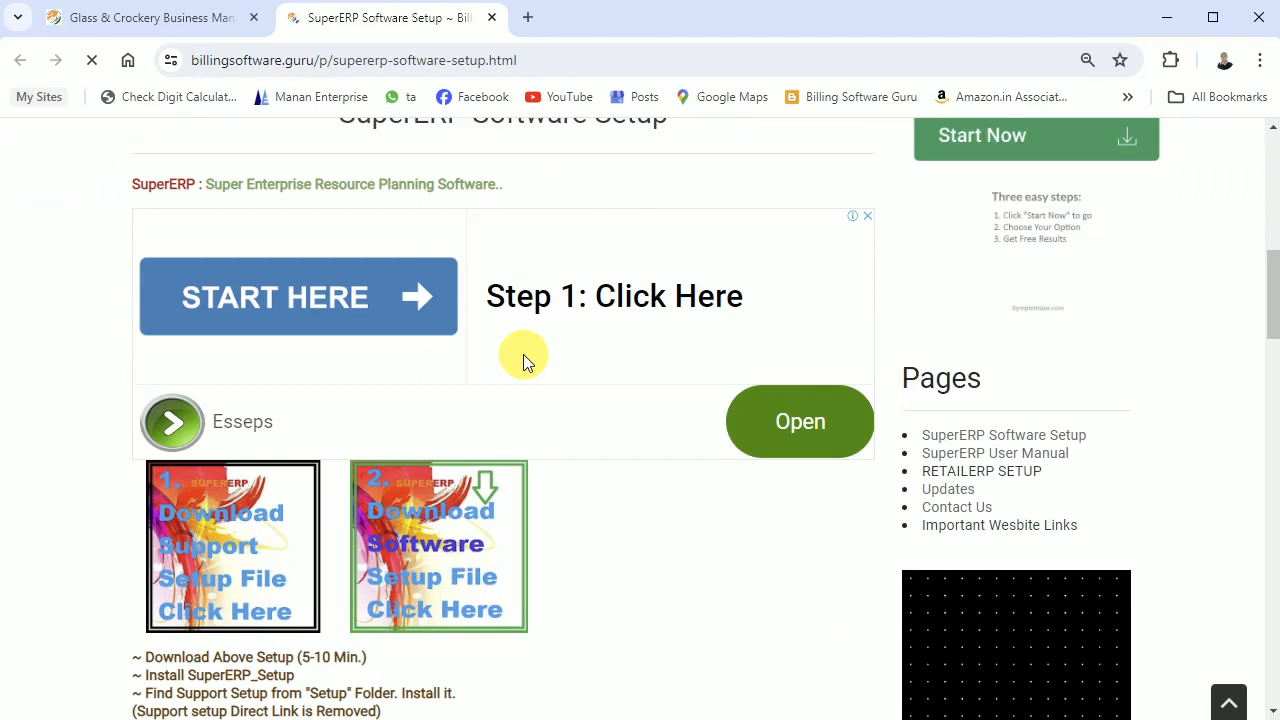 Glass & Crockery Business Man
SuperERP Software Setup ~ Bill
billingsoftware.guru/p/supererp-software-setup.html
My Sites
Check Digit Calculat...
Manan Enterprise
ta
Facebook
YouTube
Posts
Google Maps
Billing Software Guru
Amazon.in Associat...
All Bookmarks
SuperERP Software Setup
SuperERP : Super Enterprise Resource Planning Software..
START HERE
Step 1: Click Here
Esseps
Open
1. SUPERERP
Download
Support
Setup File
Click Here
2. SUPERERP
Download
Software
Setup File
Click Here
~ Download Above Setup (5-10 Min.)
~ Install SuperERP_Setup
~ Find Support Setup from "Setup" Folder. Install it.
(Support setup Internet Link is Required)
Start Now
Three easy steps:
1. Click "Start Now" to go
2. Choose Your Option
3. Get Free Results
Pages
SuperERP Software Setup
SuperERP User Manual
RETAILERP SETUP
Updates
Contact Us
Important Wesbite Links